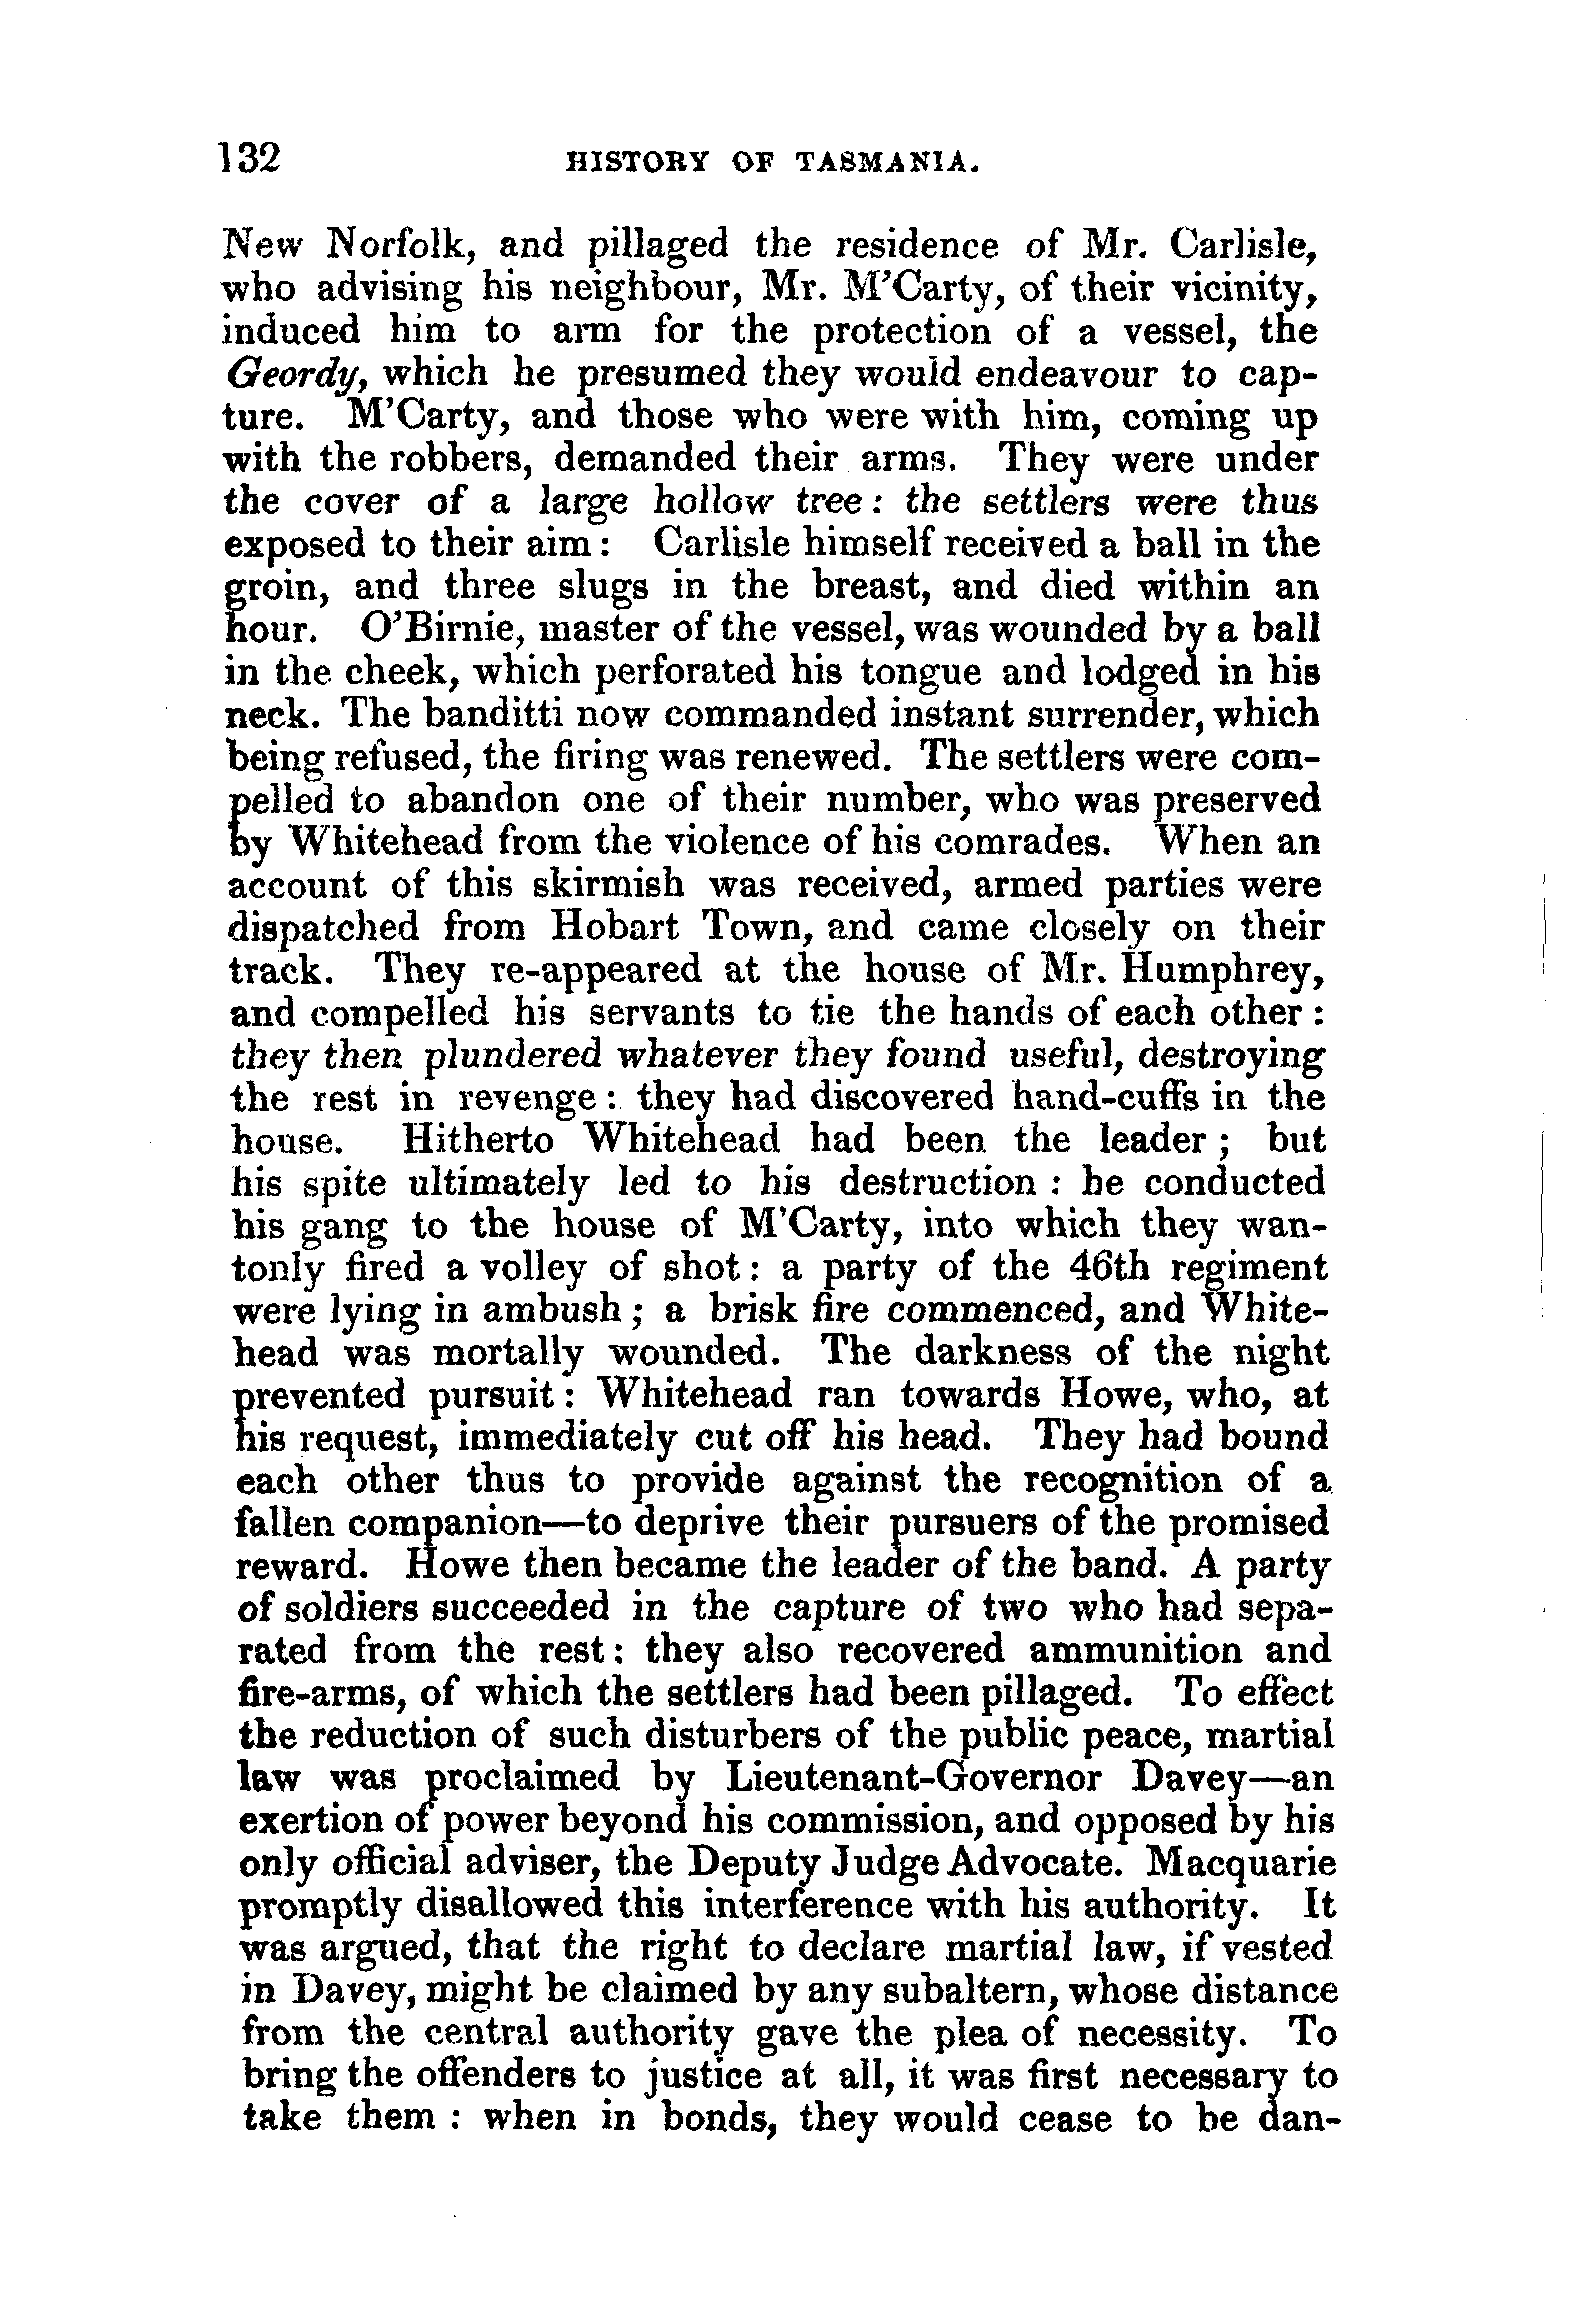 132 HISTORY OF TASMANIA.
New Norfolk, and pillaged the residence of Mr. Carlisle,
who advising his neighbour, Mr. M'Carty, of their vicinity,
induced him to arm for the protection of a vessel, the
Geordy, which he presumed they would endeavour to cap-
ture. M'Carty, and those who were with him, coming up
with the robbers, demanded their arms. They were under
the cover of a large hollow tree: the settlers were thus
exposed to their aim: Carlisle himself received a ball in the
groin, and three slugs in the breast, and died within an
hour. O'Birnie, master of the vessel, was wounded by a ball
in the cheek, which perforated his tongue and lodged in his
neck. The banditti now commanded instant surrender, which
being refused, the firing was renewed. The settlers were com-
pelled to abandon one of their number, who was preserved
by Whitehead from the violence of his comrades. When an
account of this skirmish was received, armed parties were
dispatched from Hobart Town, and came closely on their
track. They re-appeared at the house of Mr. Humphrey,
and compelled his servants to tie the hands of each other:
they then plundered whatever they found useful, destroying
the rest in revenge: they had discovered hand-cuffs in the
house. Hitherto Whitehead had been the leader; but
his spite ultimately led to his destruction: he conducted
his gang to the house of M'Carty, into which they wan-
tonly fired a volley of shot: a party of the 46th regiment
were lying in ambush; a brisk fire commenced, and White-
head was mortally wounded. The darkness of the night
prevented pursuit: Whitehead ran towards Howe, who, at
his request, immediately cut off his head. They had bound
each other thus to provide against the recognition of a
fallen companion—to deprive their pursuers of the promised
reward. Howe then became the leader of the band. A party
of soldiers succeeded in the capture of two who had sepa-
rated from the rest: they also recovered ammunition and
fire-arms, of which the settlers had been pillaged. To effect
the reduction of such disturbers of the public peace, martial
law was proclaimed by Lieutenant-Governor Davey—an
exertion of power beyond his commission, and opposed by his
only official adviser, the Deputy Judge Advocate. Macquarie
promptly disallowed this interference with his authority. It
was argued, that the right to declare martial law, if vested
in Davey, might be claimed by any subaltern, whose distance
from the central authority gave the plea of necessity. To
bring the offenders to justice at all, it was first necessary to
take them: when in bonds, they would cease to be dan-